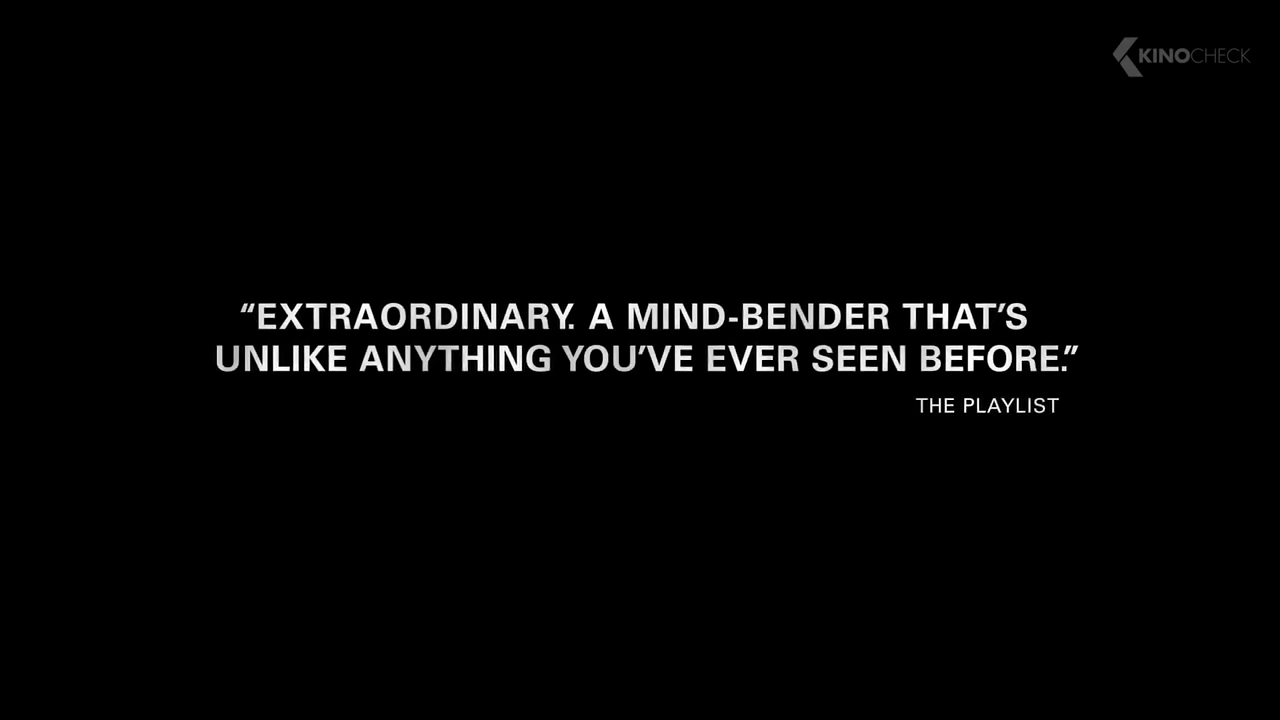 KINOCHECK
“EXTRAORDINARY. A MIND-BENDER THAT’S
UNLIKE ANYTHING YOU’VE EVER SEEN BEFORE.”
THE PLAYLIST